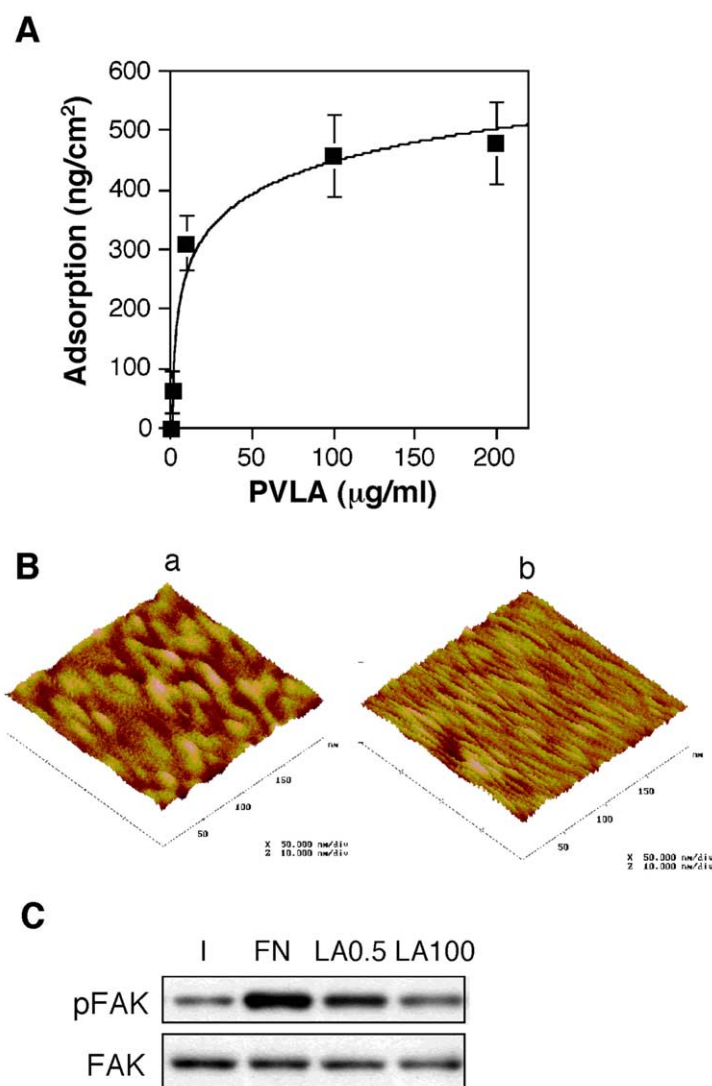 A
600
500
400
300
200
100
0
Adsorption (ng/cm²)
0 50 100 150 200
PVLA (μg/ml)
B
a b
nm
150
100
50
X 50.000 nm/div
Z 10.000 nm/div
nm
150
100
50
X 50.000 nm/div
Z 10.000 nm/div
C
I FN LA0.5 LA100
pFAK
FAK